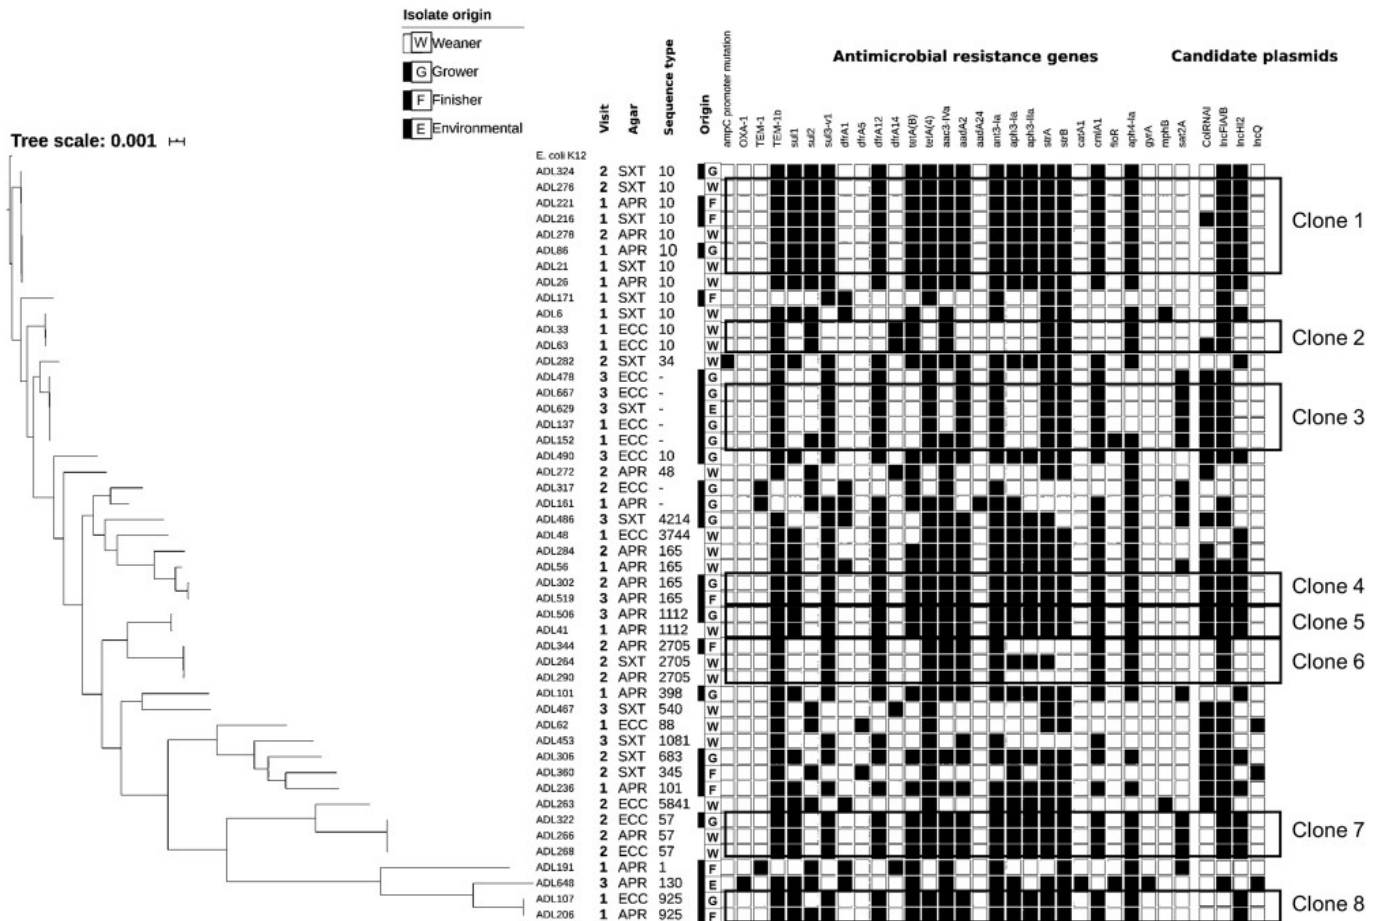 Isolate origin
W Weaner
G Grower
F Finisher
E Environmental
Tree scale: 0.001
Antimicrobial resistance genes
Candidate plasmids
Visit
Agar
Sequence type
Origin
ampC promoter mutation
OXA-1
TEM-1
TEM-1b
sul1
sul2
sul3-v1
dfrA1
dfrA12
dfrA5
dfrA14
tetA(B)
tetA(4)
aac3-IVa
aadA2
aadA24
ant3-Ia
aph3-Ia
aph3-IIa
strA
strB
catA1
cmlA1
floR
aph4-Ia
gyrA
mphB
sat2A
ColRNAI
IncFIA/B
IncHI2
IncQ
E. coli K12
ADL324 2 SXT 10 G
ADL276 2 SXT 10 W
ADL221 1 APR 10 F
ADL216 1 SXT 10 F
Clone 1
ADL278 2 APR 10 W
ADL86 1 APR 10 G
ADL21 1 SXT 10 W
ADL26 1 APR 10 W
ADL171 1 SXT 10 F
ADL6 1 SXT 10 W
ADL33 1 ECC 10 W
Clone 2
ADL63 1 ECC 10 W
ADL282 2 SXT 34 W
ADL478 3 ECC - G
ADL667 3 ECC - G
ADL629 3 SXT - E
Clone 3
ADL137 1 ECC - G
ADL152 1 ECC - G
ADL490 3 ECC 10 G
ADL272 2 APR 48 W
ADL317 2 ECC - G
ADL161 1 APR - G
ADL486 3 SXT 4214 G
ADL48 1 ECC 3744 W
ADL284 2 APR 165 W
ADL56 1 APR 165 W
ADL302 2 APR 165 G
Clone 4
ADL519 3 APR 165 F
ADL506 3 APR 1112 G
Clone 5
ADL41 1 APR 1112 W
ADL344 2 APR 2705 F
ADL264 2 SXT 2705 W
Clone 6
ADL290 2 APR 2705 W
ADL101 1 APR 398 G
ADL467 3 SXT 540 W
ADL62 1 ECC 88 W
ADL453 3 SXT 1081 W
ADL306 2 SXT 683 G
ADL360 2 SXT 345 F
ADL236 1 APR 101 F
ADL263 2 ECC 5841 W
ADL322 2 ECC 57 G
ADL266 2 APR 57 W
Clone 7
ADL268 2 ECC 57 W
ADL191 1 APR 1 F
ADL648 3 APR 130 E
ADL107 1 ECC 925 G
Clone 8
ADL206 1 APR 925 F